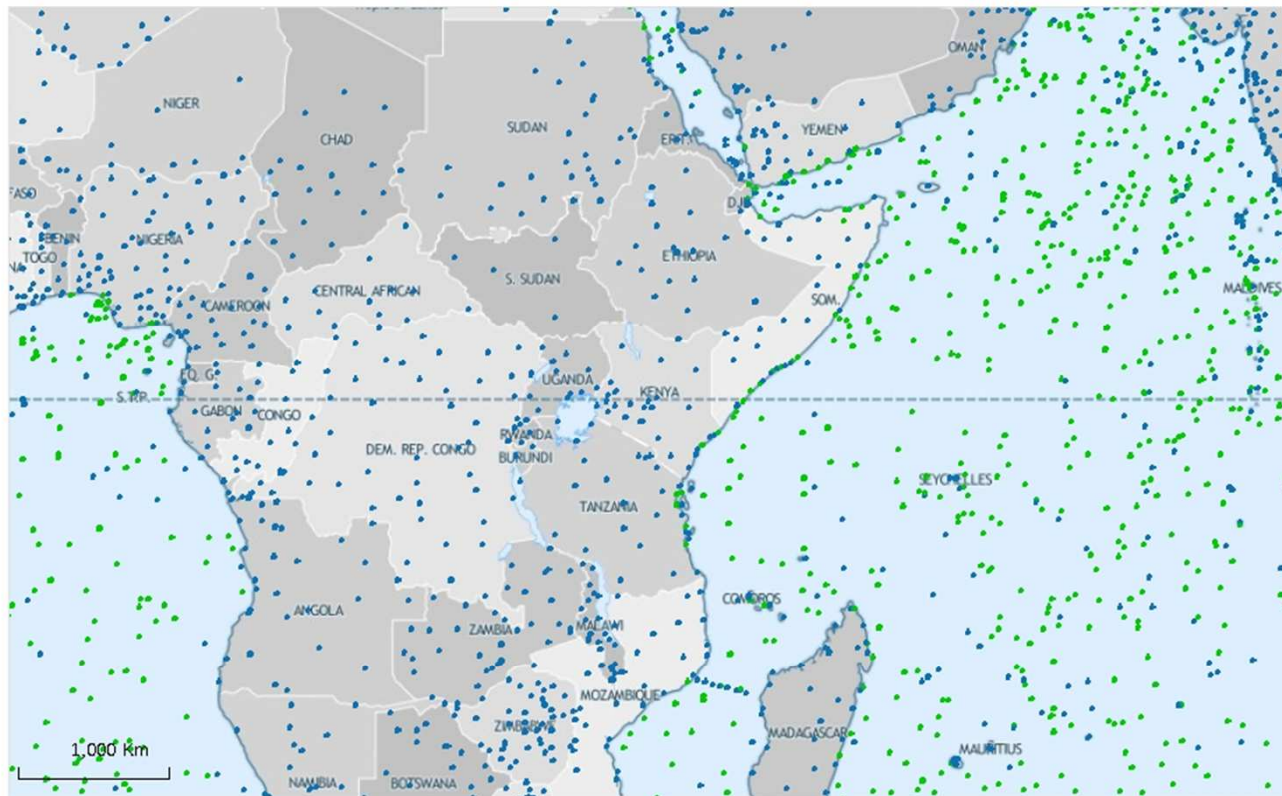 OMAN
NIGER
SUDAN
YEMEN
CHAD
FASO
BENIN
NIGERIA
TOGO
ETHIOPIA
S. SUDAN
CENTRAL AFRICAN
CAMEROON
SOM.
MALDIVES
UGANDA
GABON
CONGO
KENYA
RWANDA
DEM. REP. CONGO
BURUNDI
SEYCHELLES
TANZANIA
COMOROS
ANGOLA
ZAMBIA
MALAWI
MOZAMBIQUE
ZIMBABWE
MADAGASCAR
MAURITIUS
1,000 Km
NAMIBIA
BOTSWANA